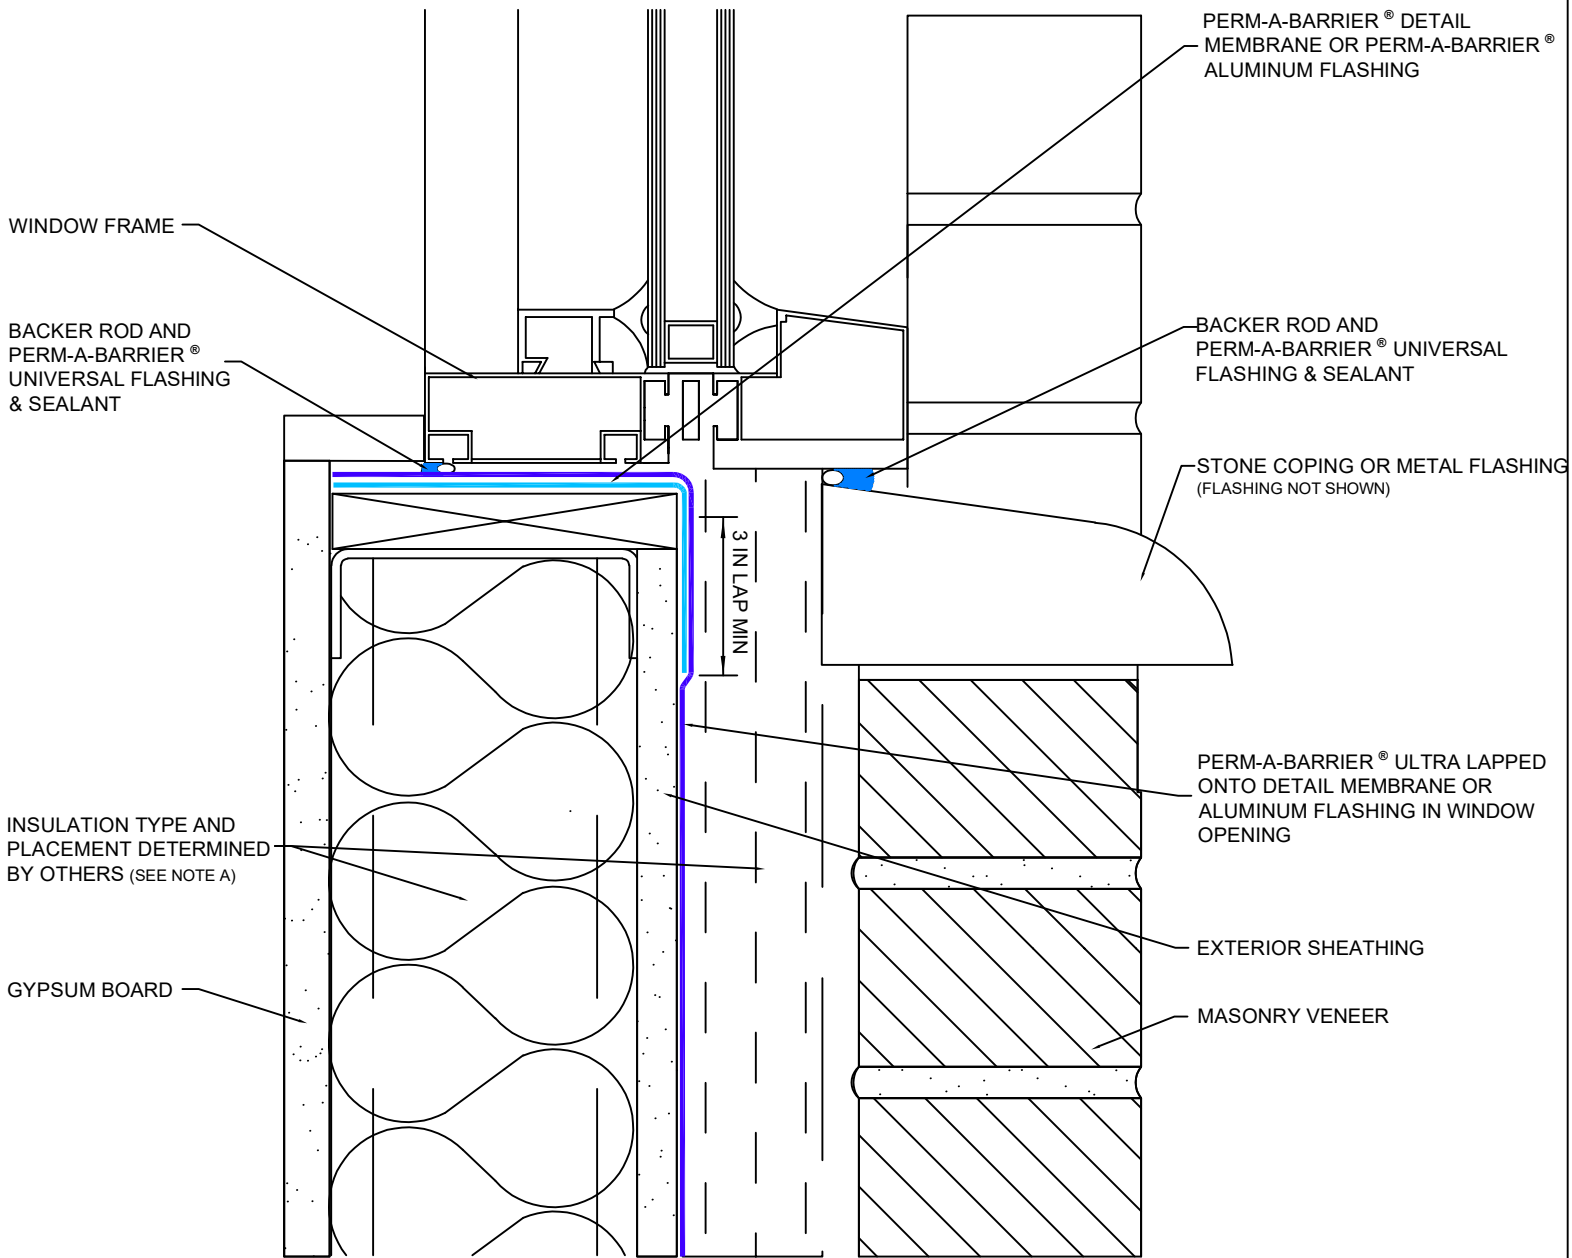 PERM-A-BARRIER ® DETAIL
MEMBRANE OR PERM-A-BARRIER ®
ALUMINUM FLASHING
WINDOW FRAME
BACKER ROD AND
PERM-A-BARRIER ®
UNIVERSAL FLASHING
& SEALANT
BACKER ROD AND
PERM-A-BARRIER ® UNIVERSAL
FLASHING & SEALANT
STONE COPING OR METAL FLASHING
(FLASHING NOT SHOWN)
3 IN LAP MIN
PERM-A-BARRIER ® ULTRA LAPPED
ONTO DETAIL MEMBRANE OR
ALUMINUM FLASHING IN WINDOW
OPENING
INSULATION TYPE AND
PLACEMENT DETERMINED
BY OTHERS (SEE NOTE A)
EXTERIOR SHEATHING
GYPSUM BOARD
MASONRY VENEER